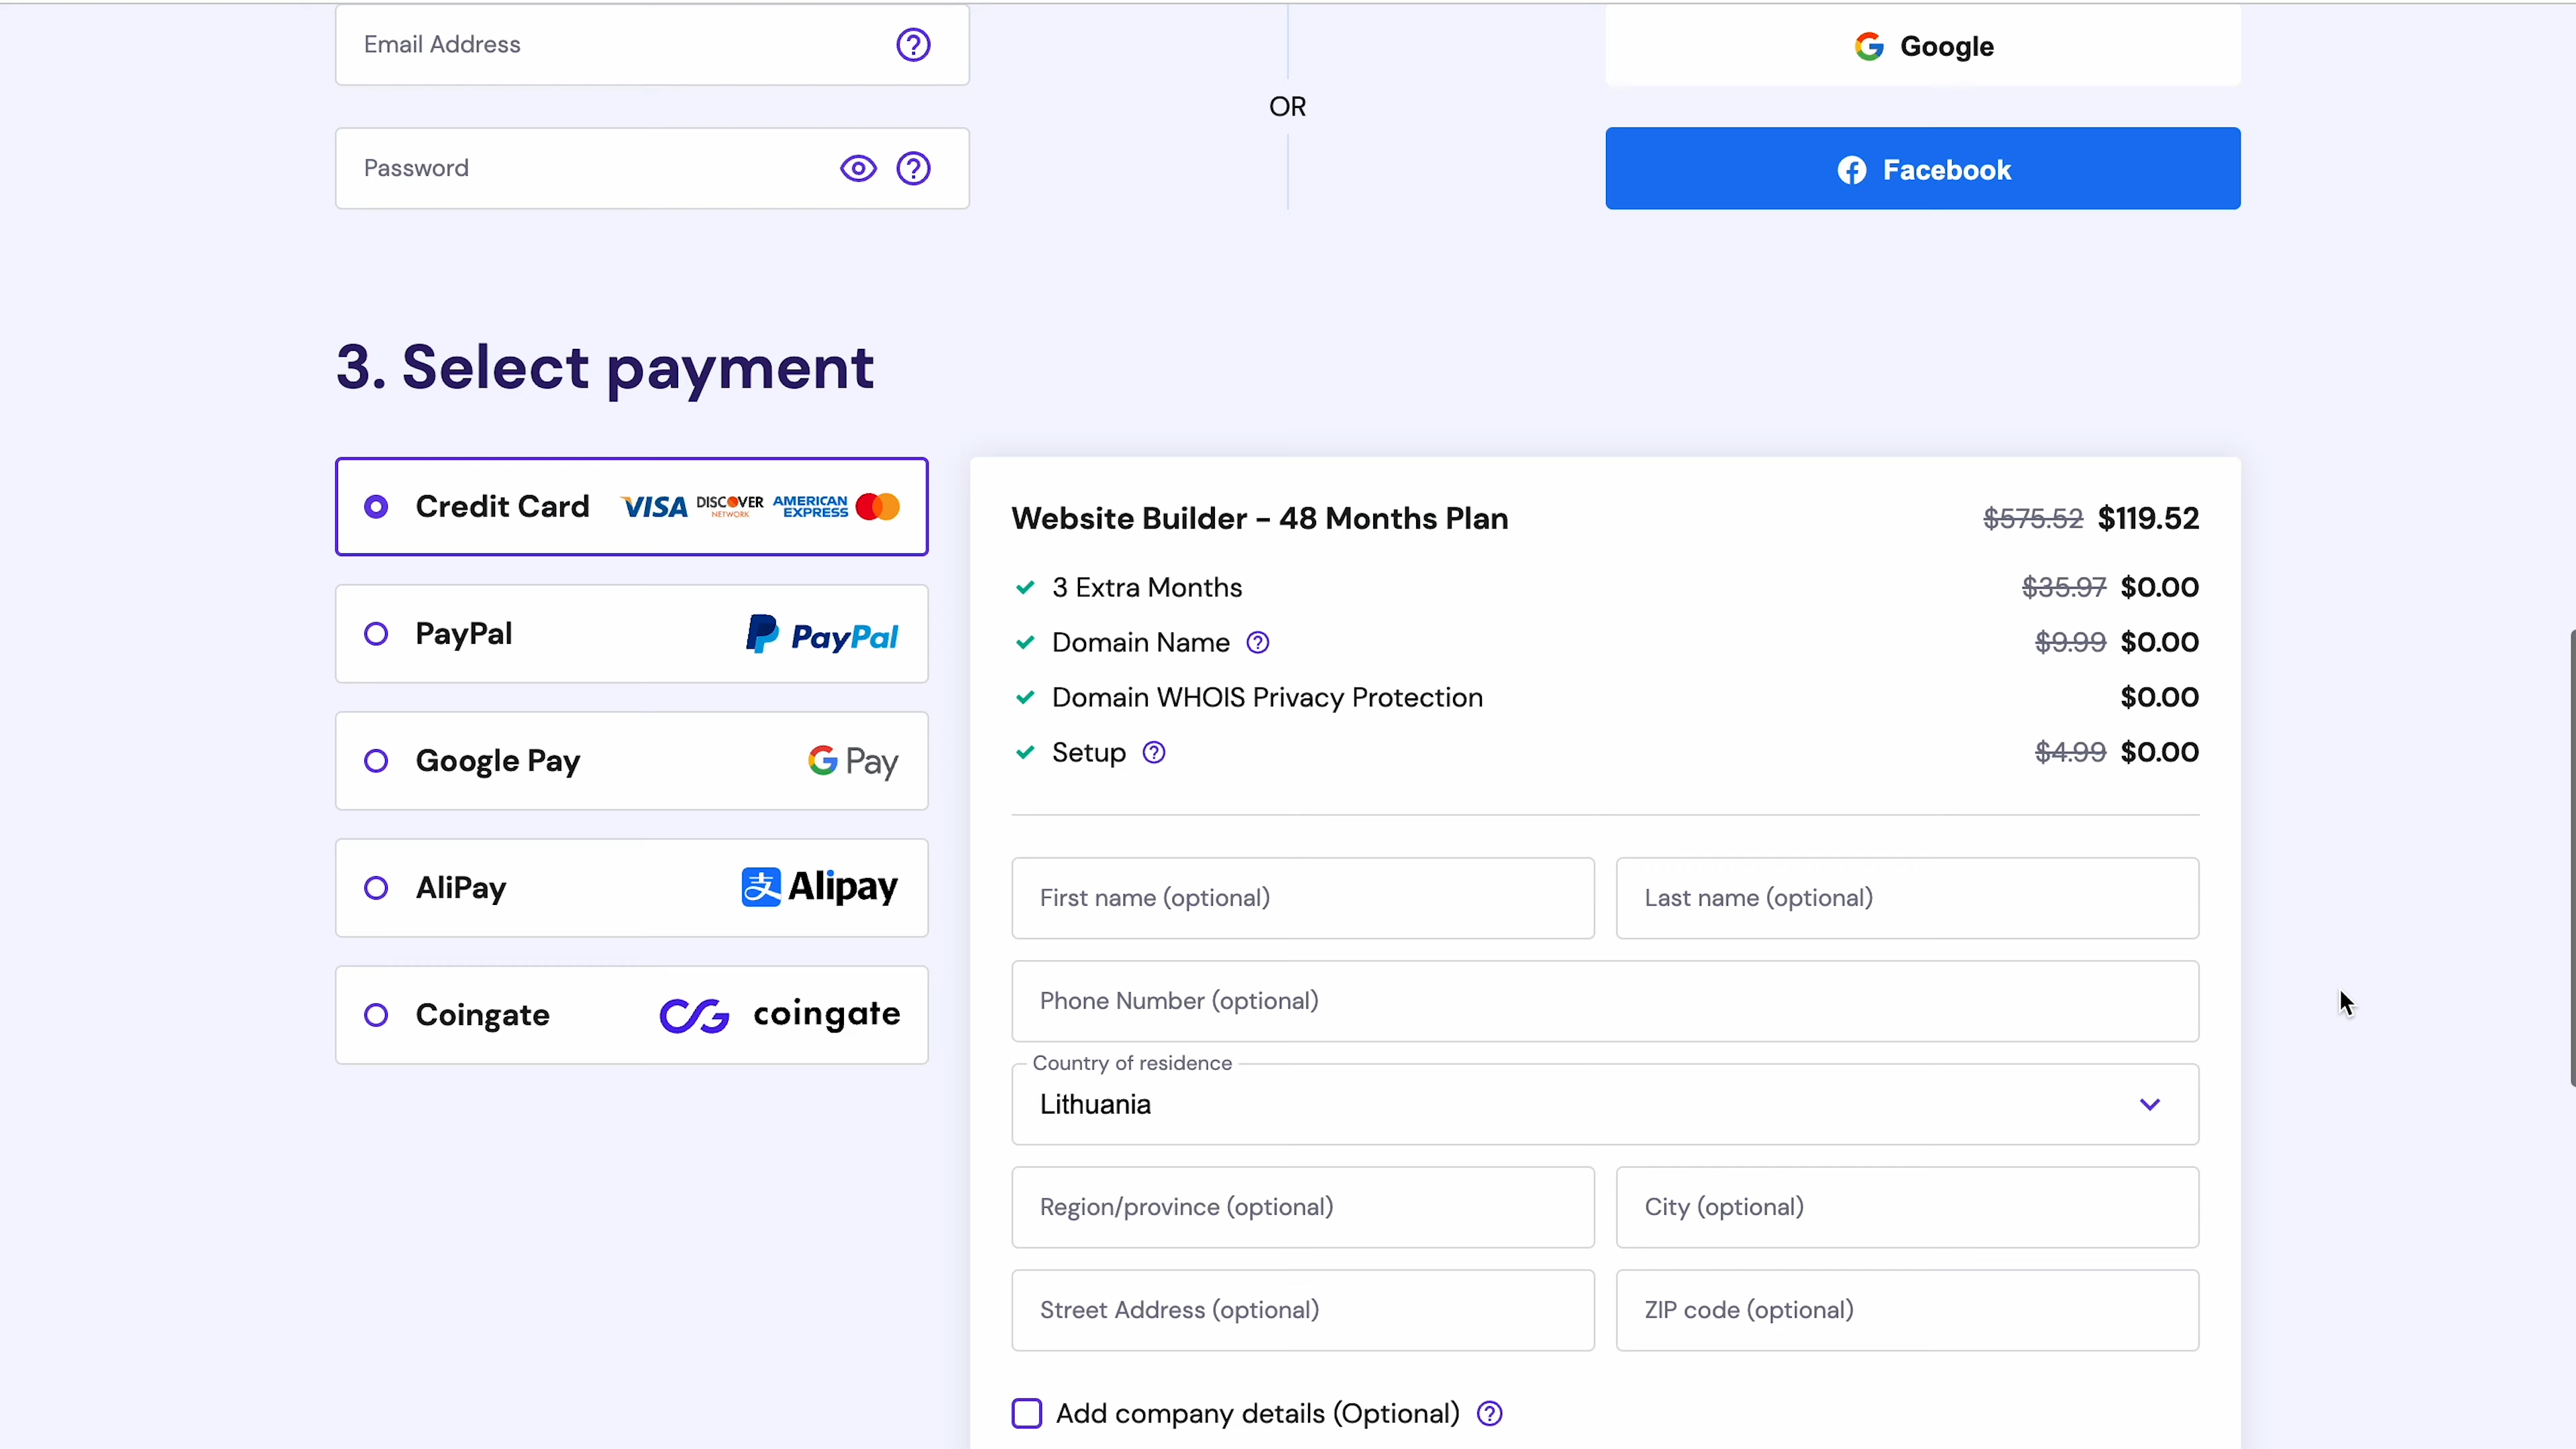 Email Address
Google
OR
Password
Facebook
3. Select payment
Credit Card VISA DISCOVER NETWORK AMERICAN EXPRESS
PayPal PayPal
Google Pay G Pay
AliPay 支 Alipay
Coingate coingate
Website Builder – 48 Months Plan $575.52 $119.52
3 Extra Months $35.97 $0.00
Domain Name $9.99 $0.00
Domain WHOIS Privacy Protection $0.00
Setup $4.99 $0.00
First name (optional) Last name (optional)
Phone Number (optional)
Country of residence
Lithuania
Region/province (optional) City (optional)
Street Address (optional) ZIP code (optional)
Add company details (Optional)